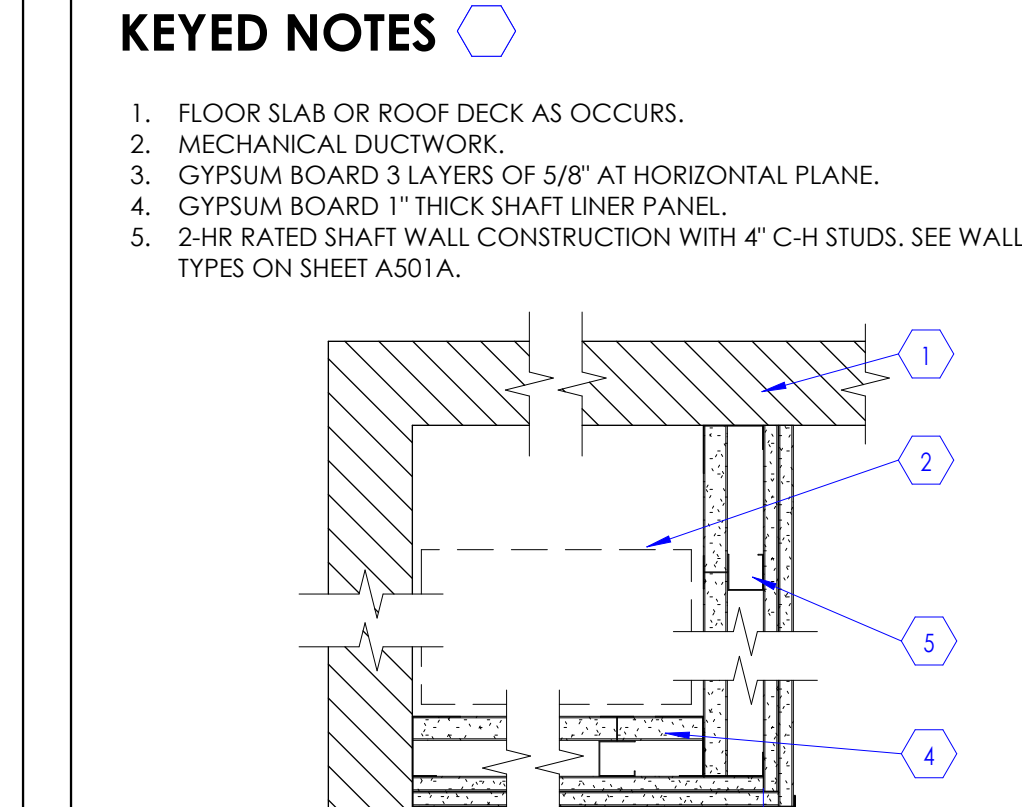 KEYED NOTES
1. FLOOR SLAB OR ROOF DECK AS OCCURS.
2. MECHANICAL DUCTWORK.
3. GYPSUM BOARD 3 LAYERS OF 5/8" AT HORIZONTAL PLANE.
4. GYPSUM BOARD 1" THICK SHAFT LINER PANEL.
5. 2-HR RATED SHAFT WALL CONSTRUCTION WITH 4" C-H STUDS. SEE WALL
TYPES ON SHEET A501A.
1
2
5
4